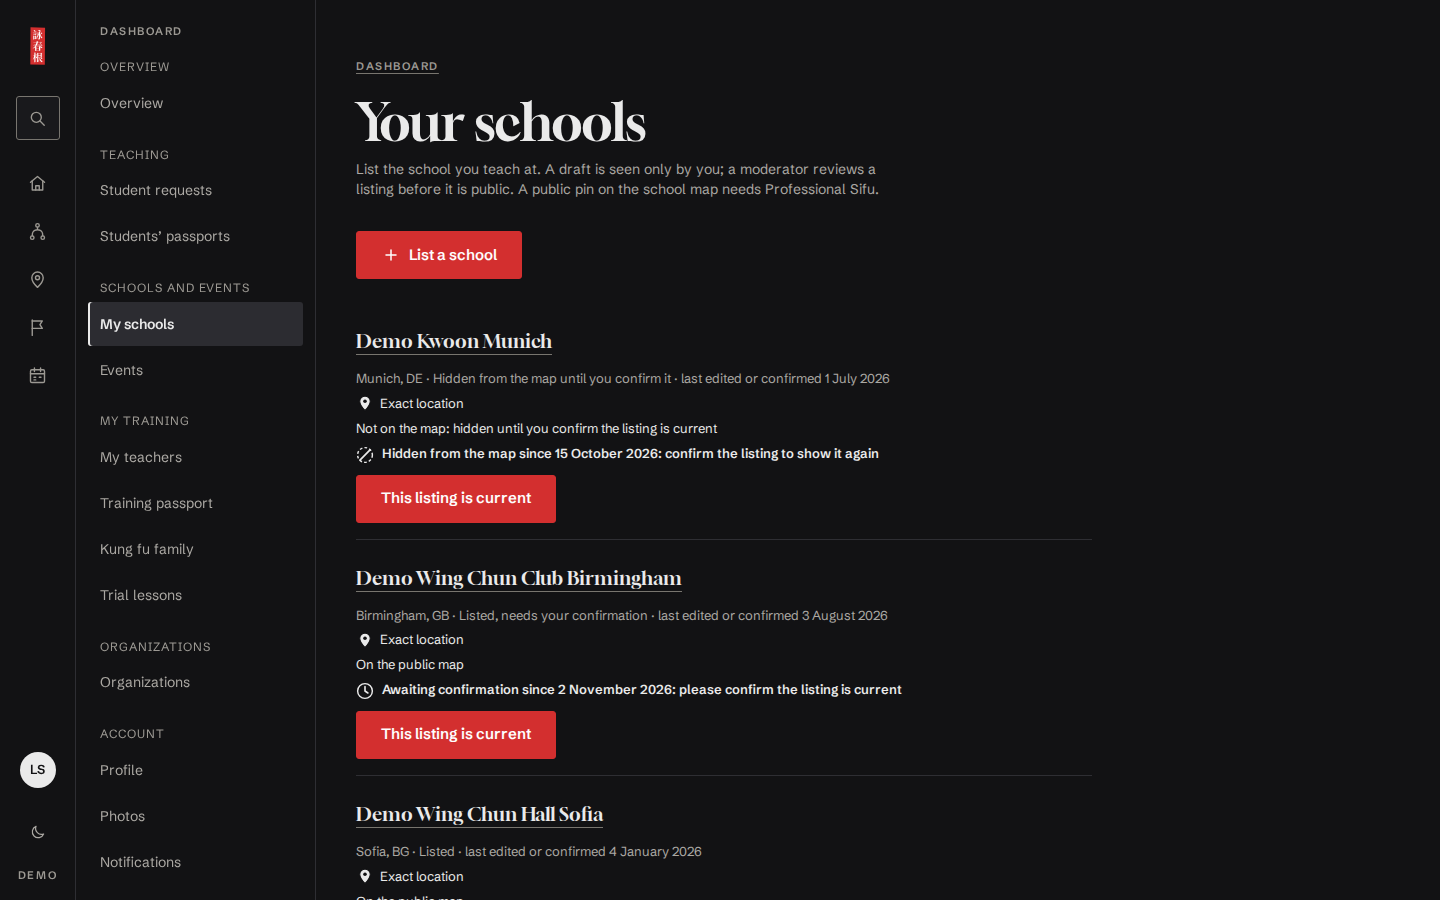 詠春根
DASHBOARD
OVERVIEW
Overview
TEACHING
Student requests
Students’ passports
SCHOOLS AND EVENTS
My schools
Events
MY TRAINING
My teachers
Training passport
Kung fu family
Trial lessons
ORGANIZATIONS
Organizations
ACCOUNT
Profile
Photos
Notifications
LS
DEMO
DASHBOARD
Your schools
List the school you teach at. A draft is seen only by you; a moderator reviews a
listing before it is public. A public pin on the school map needs Professional Sifu.
List a school
Demo Kwoon Munich
Munich, DE · Hidden from the map until you confirm it · last edited or confirmed 1 July 2026
Exact location
Not on the map: hidden until you confirm the listing is current
Hidden from the map since 15 October 2026: confirm the listing to show it again
This listing is current
Demo Wing Chun Club Birmingham
Birmingham, GB · Listed, needs your confirmation · last edited or confirmed 3 August 2026
Exact location
On the public map
Awaiting confirmation since 2 November 2026: please confirm the listing is current
This listing is current
Demo Wing Chun Hall Sofia
Sofia, BG · Listed · last edited or confirmed 4 January 2026
Exact location
On the public map